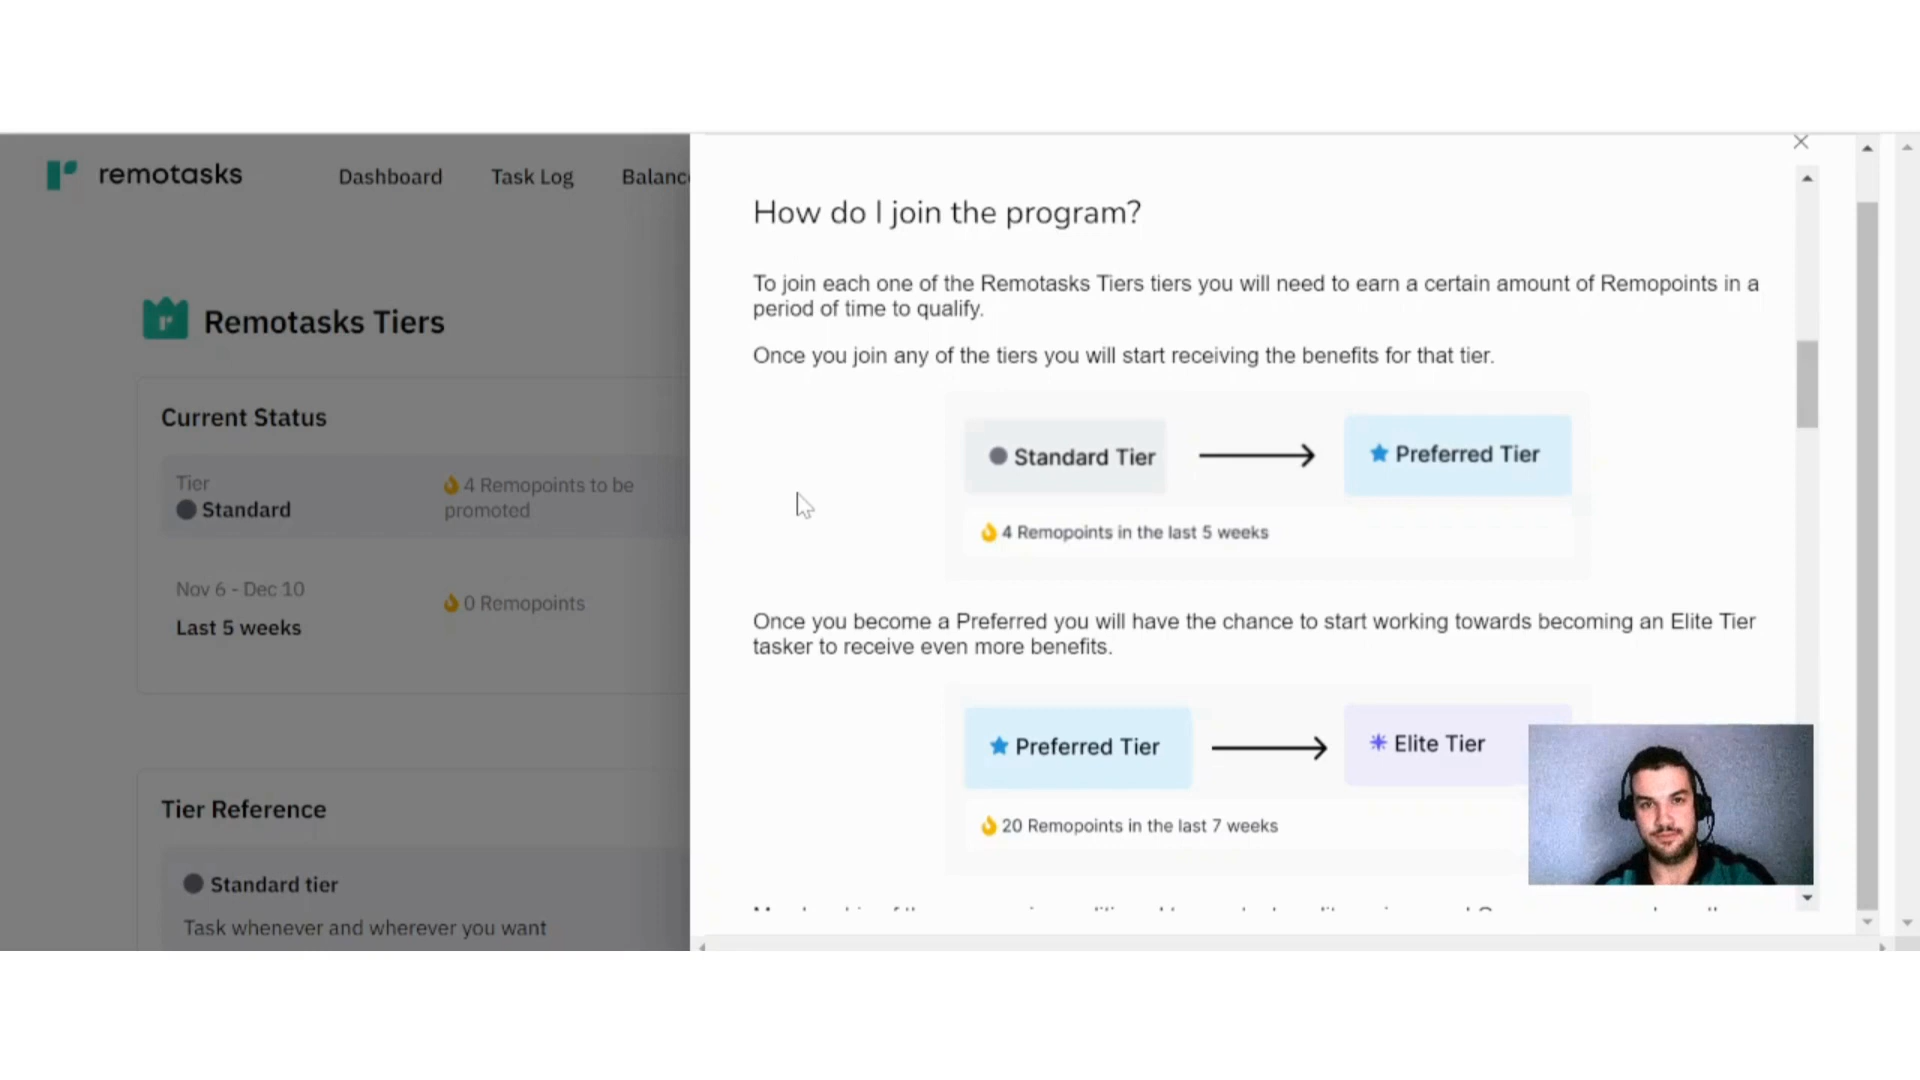 remotasks
Dashboard
Task Log
Balanc
Remotasks Tiers
Current Status
Tier
Standard
4 Remopoints to be
promoted
Nov 6 - Dec 10
Last 5 weeks
0 Remopoints
Tier Reference
Standard tier
Task whenever and wherever you want
How do I join the program?
To join each one of the Remotasks Tiers tiers you will need to earn a certain amount of Remopoints in a
period of time to qualify.
Once you join any of the tiers you will start receiving the benefits for that tier.
Standard Tier
Preferred Tier
4 Remopoints in the last 5 weeks
Once you become a Preferred you will have the chance to start working towards becoming an Elite Tier
tasker to receive even more benefits.
Preferred Tier
Elite Tier
20 Remopoints in the last 7 weeks